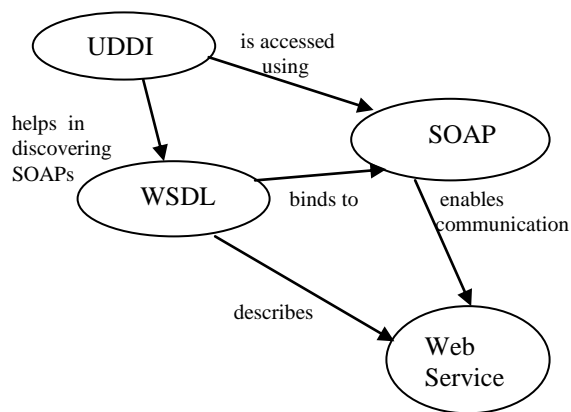 UDDI
is accessed
using
helps  in
discovering
SOAPs
SOAP
WSDL
binds to
enables
communication
describes
Web
Service